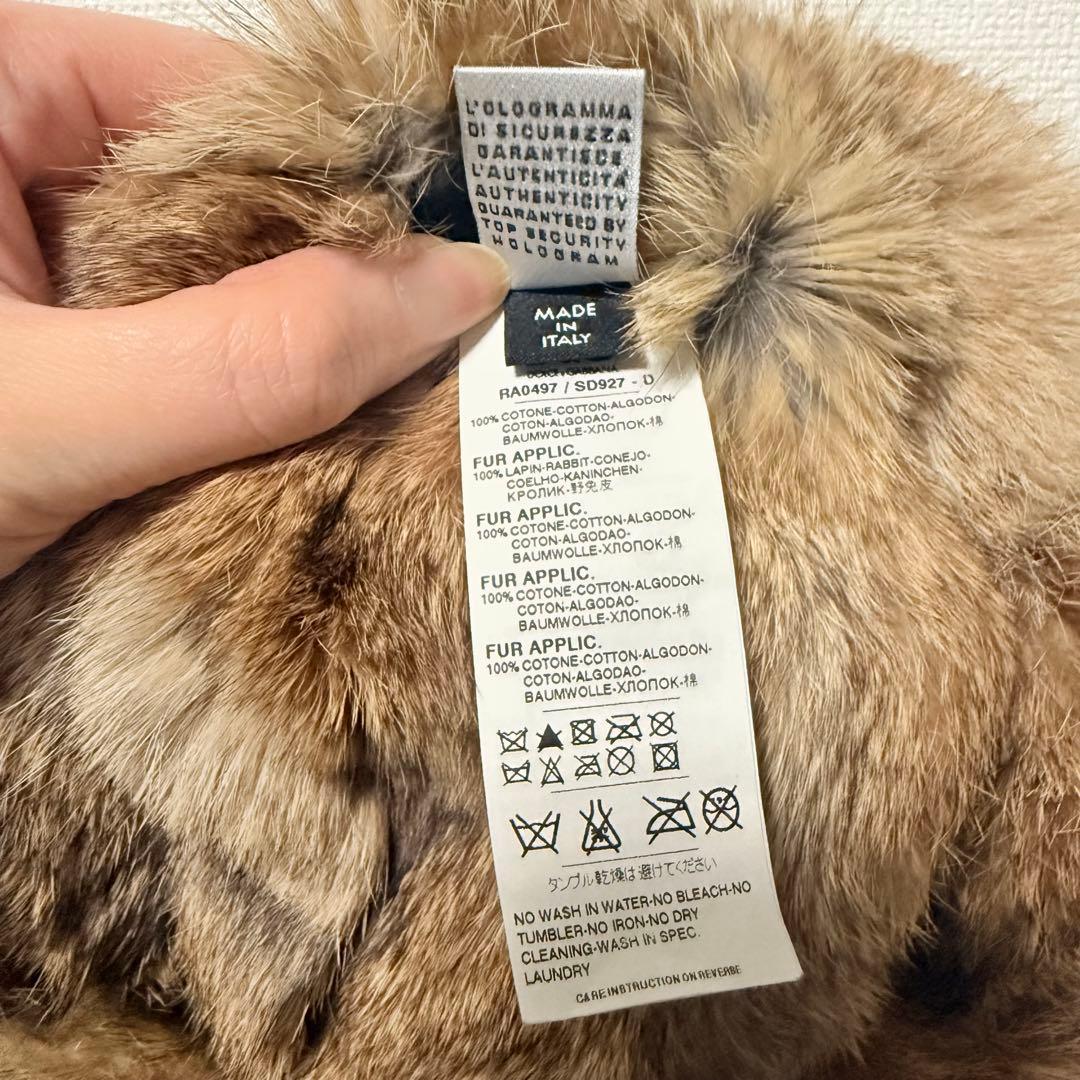 L'OLOGRAMMA
DI SICUREZZA
GARANTISCE
L'AUTENTICITA'
AUTHENTICITY
GUARANTEED BY
TOP SECURITY
HOLOGRAM
MADE
IN
ITALY
RA0497 / SD927 - D
100% COTONE-COTTON-ALGODON-
COTON-ALGODAO-
BAUMWOLLE-ХЛОПОК-棉
FUR APPLIC.
100% LAPIN-RABBIT-CONEJO-
COELHO-KANINCHEN-
КРОЛИК-野兔皮
FUR APPLIC.
100% COTONE-COTTON-ALGODON-
COTON-ALGODAO-
BAUMWOLLE-ХЛОПОК-棉
FUR APPLIC.
100% COTONE-COTTON-ALGODON-
COTON-ALGODAO-
BAUMWOLLE-ХЛОПОК-棉
FUR APPLIC.
100% COTONE-COTTON-ALGODON-
COTON-ALGODAO-
BAUMWOLLE-ХЛОПОК-棉
タンブル乾燥は避けてください
NO WASH IN WATER-NO BLEACH-NO
TUMBLER-NO IRON-NO DRY
CLEANING-WASH IN SPEC.
LAUNDRY
CARE INSTRUCTION ON REVERSE